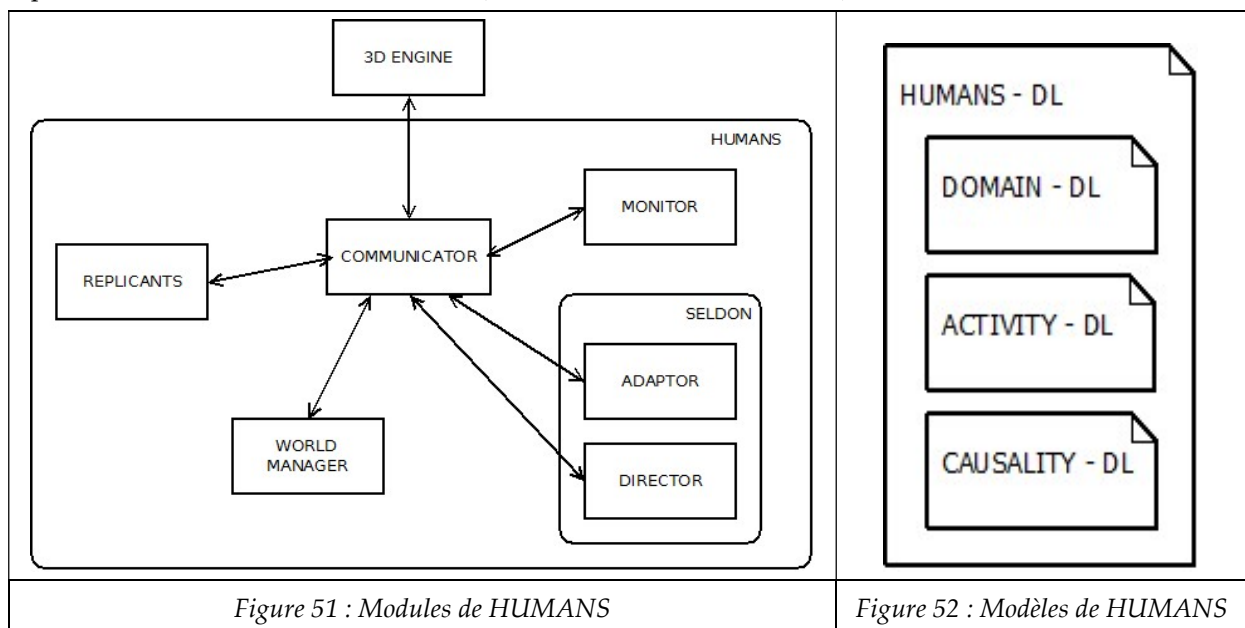 3D ENGINE
HUMANS
MONITOR
COMMUNICATOR
REPLICANTS
SELDON
ADAPTOR
WORLD
MANAGER
DIRECTOR
Figure 51 : Modules de HUMANS
HUMANS - DL
DOMAIN - DL
ACTIVITY - DL
CAUSALITY - DL
Figure 52 : Modèles de HUMANS